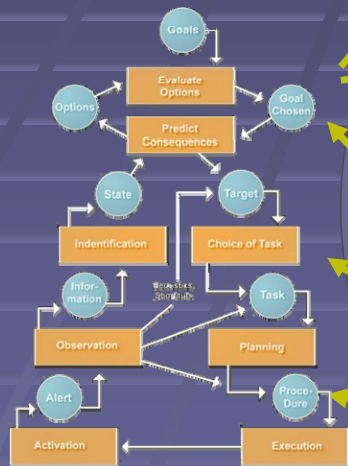 Goals
Evaluate
Options
Options
Goal
Chosen
Predict
Consequences
State
Target
Indentification
Choice of Task
Infor-
mation
Task
Observation
Planning
Alert
Proce-
Dure
Activation
Execution